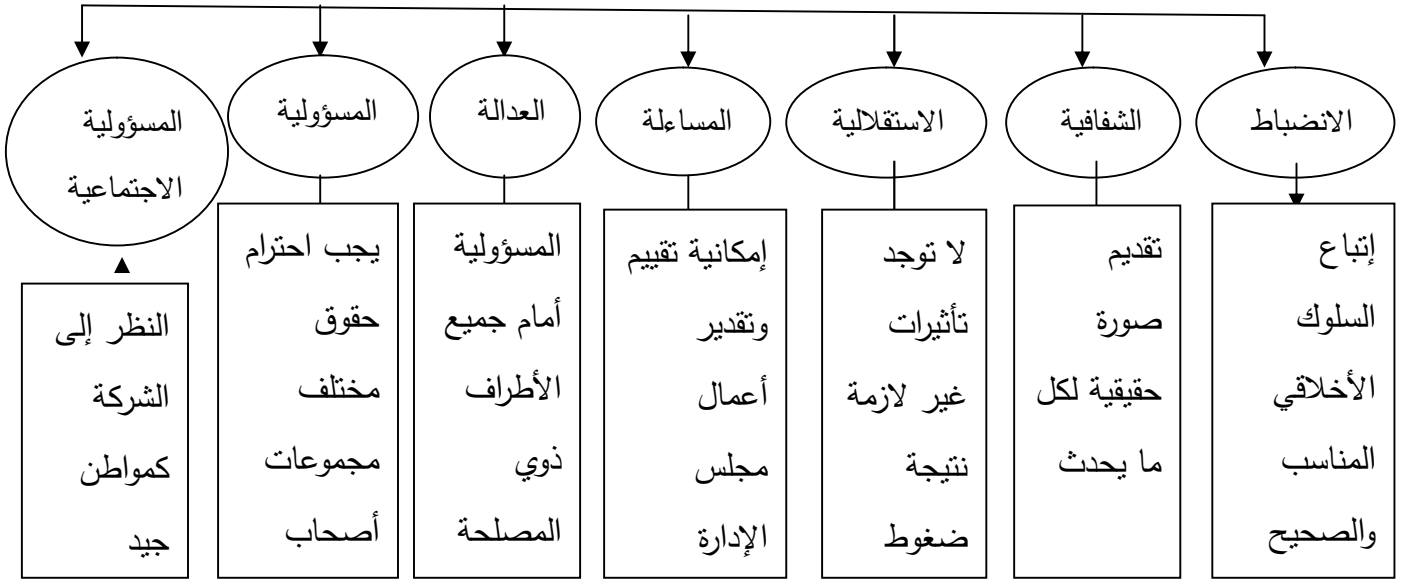 الانضباط
الشفافية
الاستقلالية
المساءلة
العدالة
المسؤولية
المسؤولية
الاجتماعية
إتباع
السلوك
الأخلاقي
المناسب
والصحيح
تقديم
صورة
حقيقية لكل
ما يحدث
لا توجد
تأثيرات
غير لازمة
نتيجة
ضغوط
إمكانية تقييم
وتقدير
أعمال
مجلس
الإدارة
المسؤولية
أمام جميع
الأطراف
ذوي
المصلحة
يجب احترام
حقوق
مختلف
مجموعات
أصحاب
النظر إلى
الشركة
كمواطن
جيد